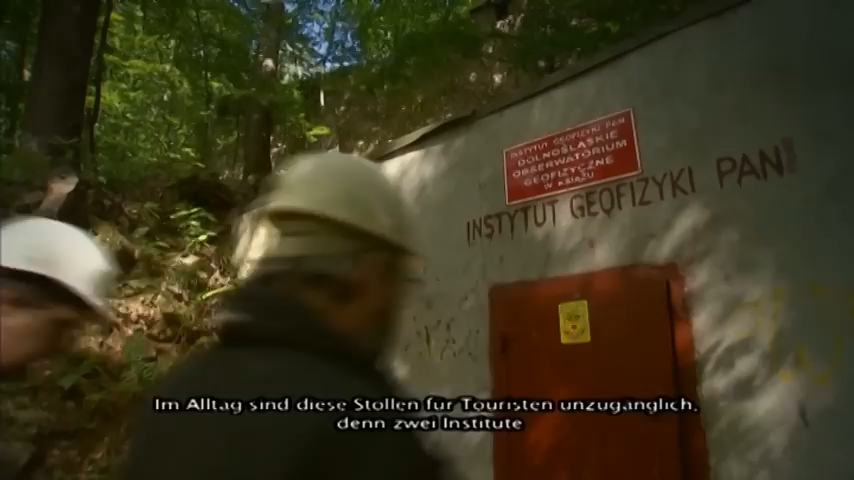 INSTYTUT GEOFIZYKI PAN
DOLNOŚLĄSKIE
OBSERWATORIUM
GEOFIZYCZNE
W KSIĄŻU
INSTYTUT GEOFIZYKI PAN
Im Alltag sind diese Stollen für Touristen unzugänglich,
denn zwei Institute